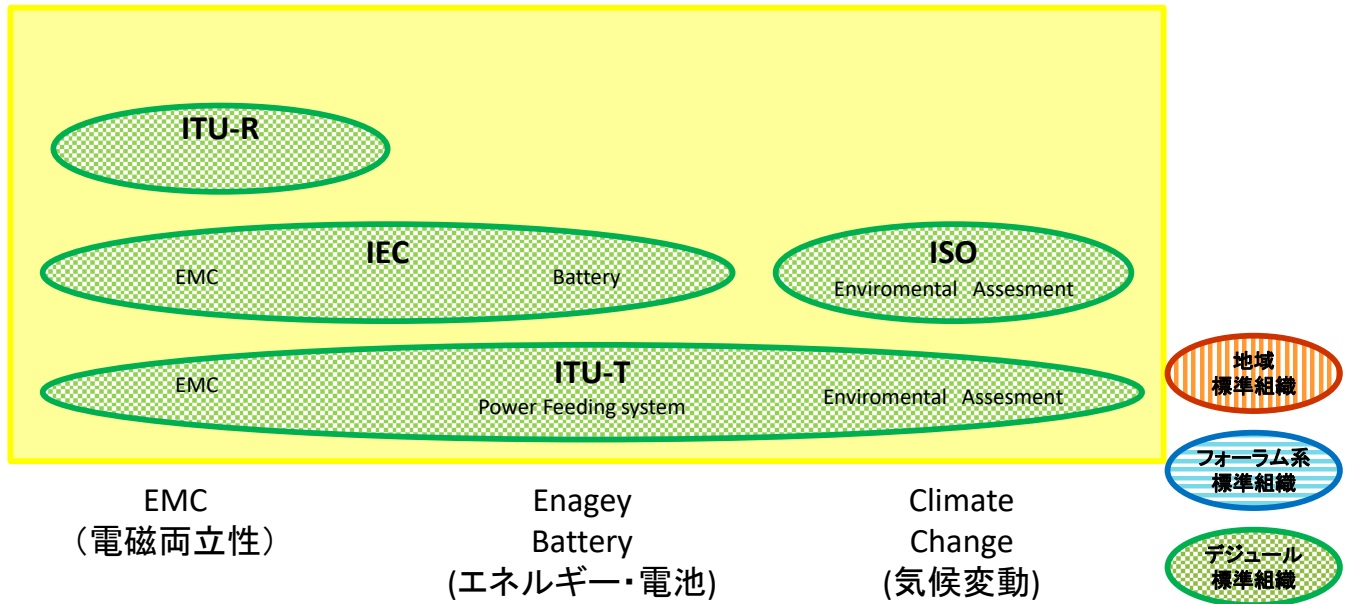 ITU-R
IEC
EMC
Battery
ISO
Enviromental Assesment
ITU-T
EMC
Power Feeding system
Enviromental Assesment
地域
標準組織
フォーラム系
標準組織
デジュール
標準組織
EMC
（電磁両立性）
Enagey
Battery
(エネルギー・電池)
Climate
Change
(気候変動)